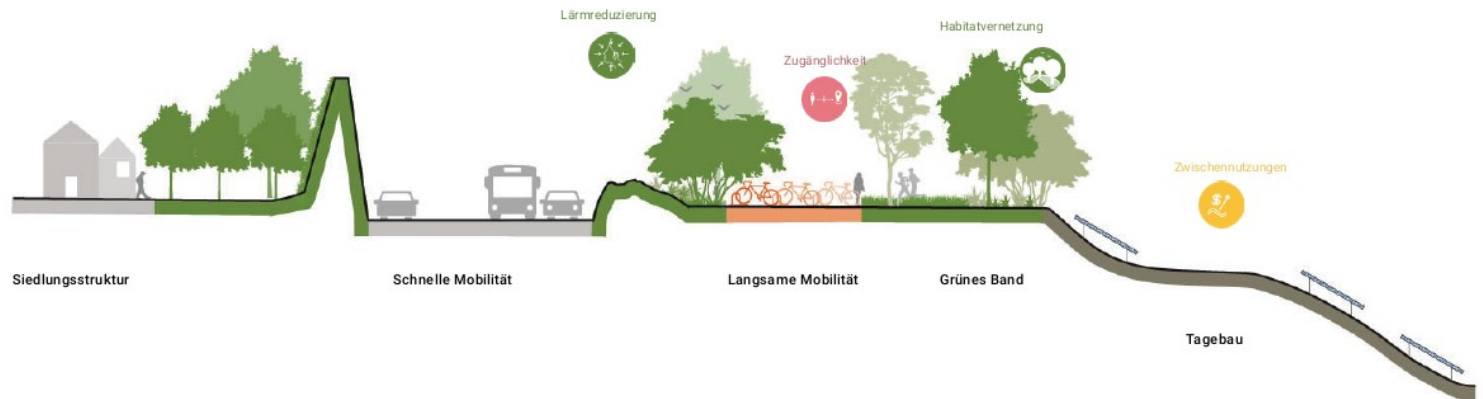 Lärmreduzierung
Habitatvernetzung
Zugänglichkeit
Zwischennutzungen
Siedlungsstruktur
Schnelle Mobilität
Langsame Mobilität
Grünes Band
Tagebau